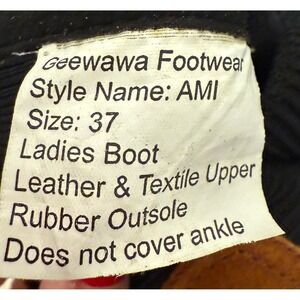 Geewawa Footwear
Style Name: AMI
Size: 37
Ladies Boot
Leather & Textile Upper
Rubber Outsole
Does not cover ankle